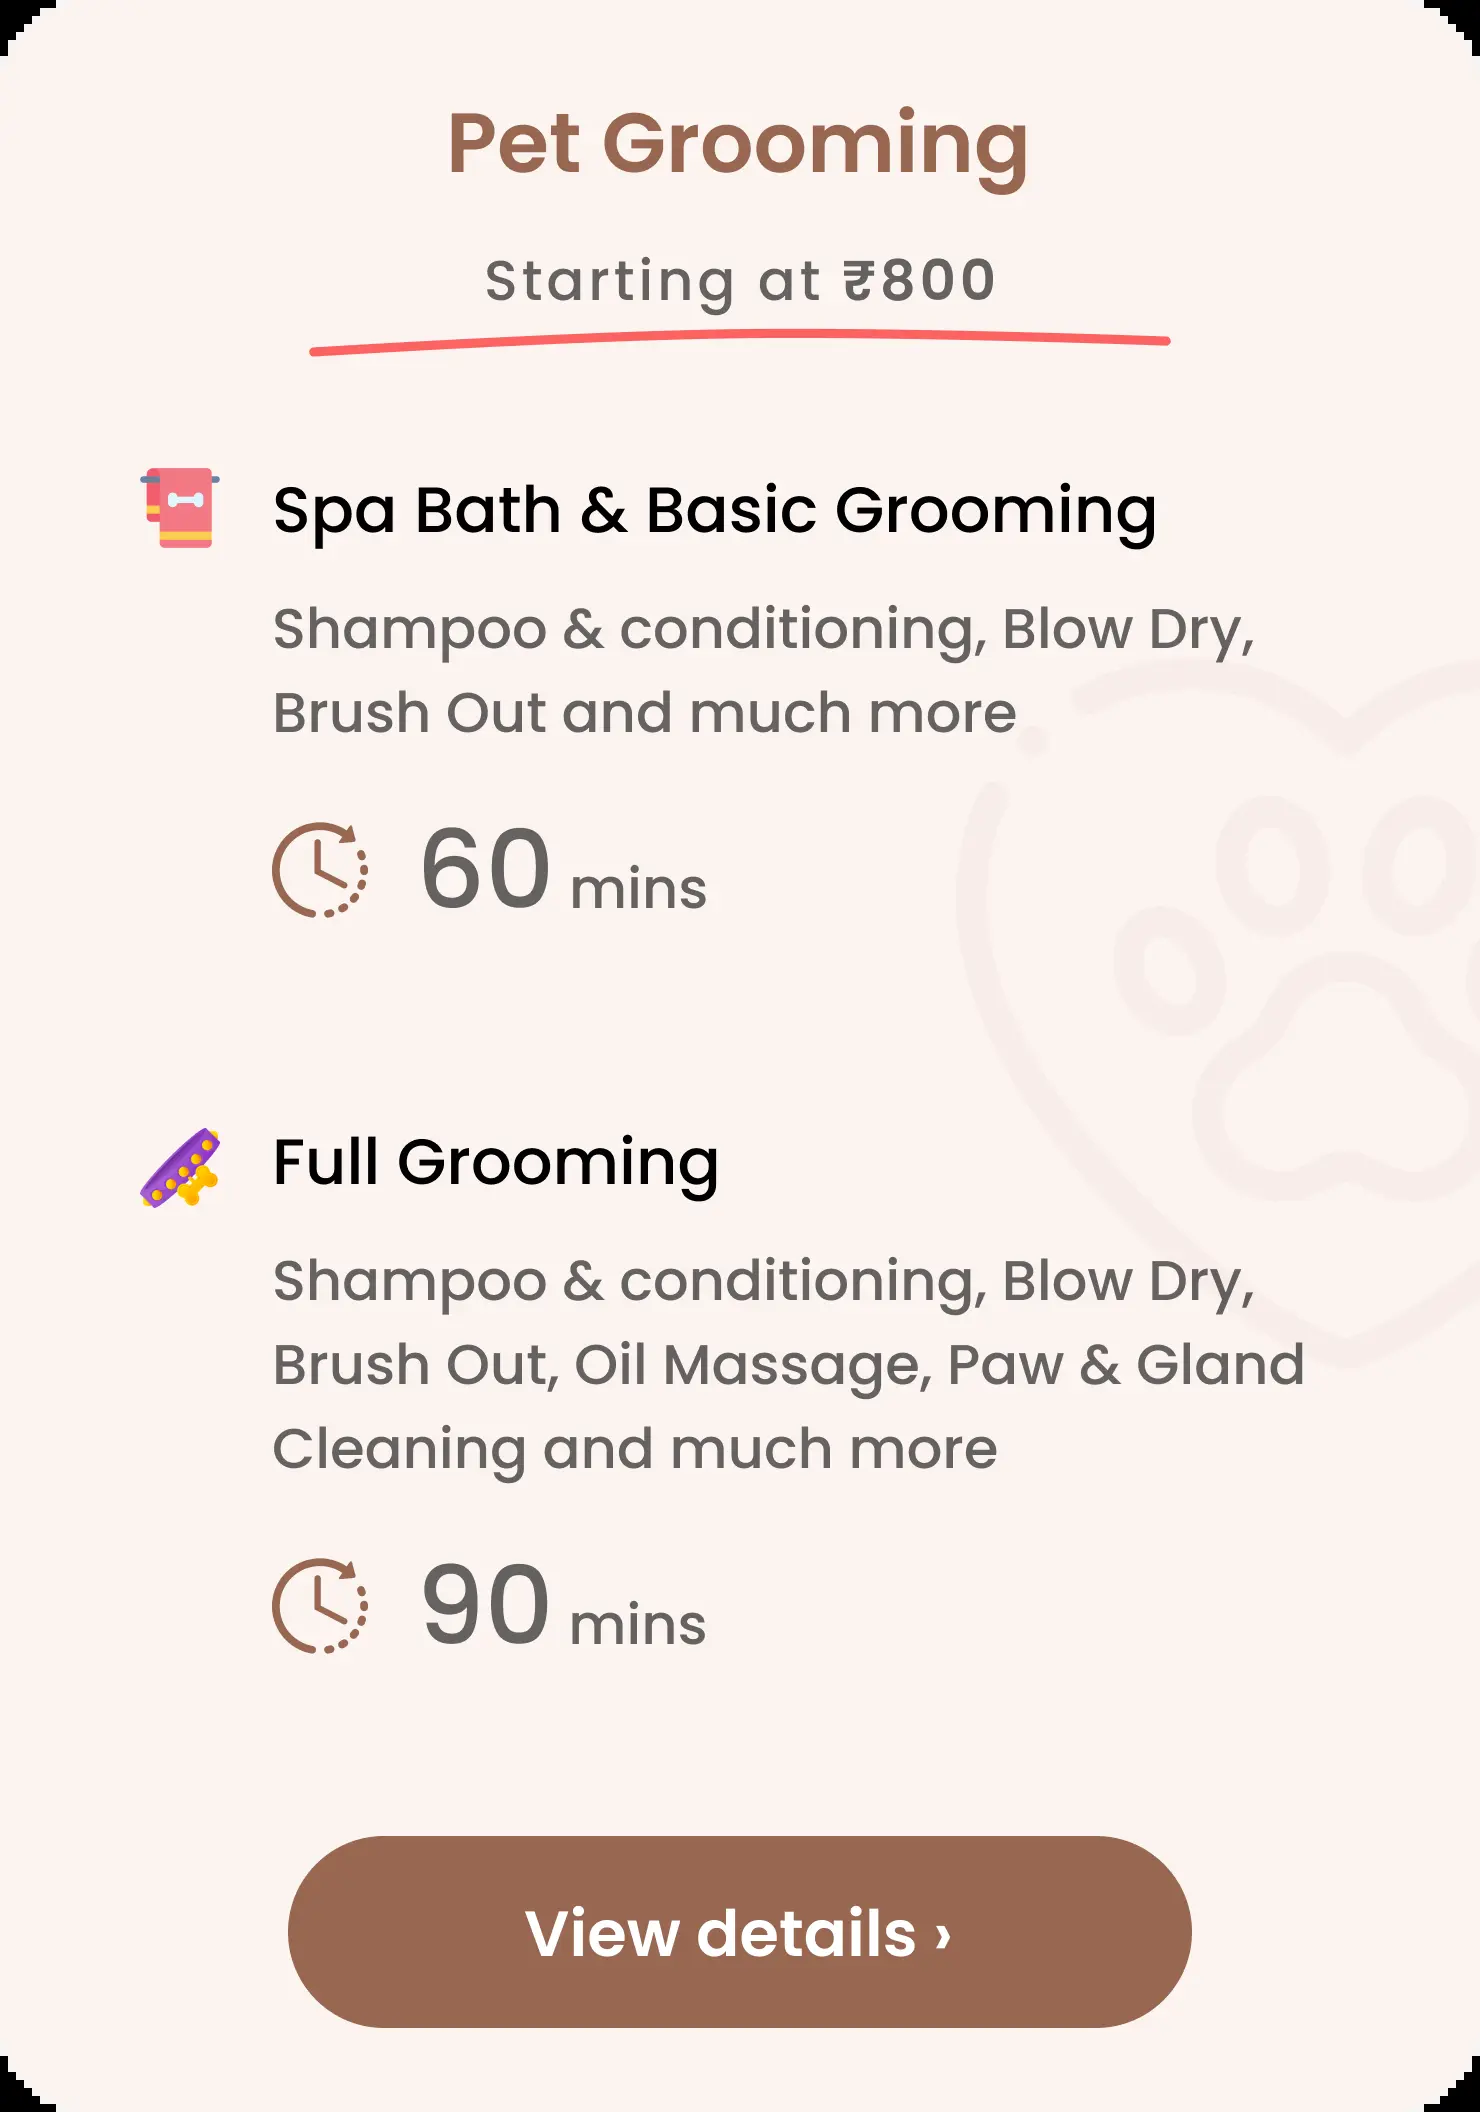 Pet Grooming
Starting at ₹800
Spa Bath & Basic Grooming
Shampoo & conditioning, Blow Dry,
Brush Out and much more
60 mins
Full Grooming
Shampoo & conditioning, Blow Dry,
Brush Out, Oil Massage, Paw & Gland
Cleaning and much more
90 mins
View details ›